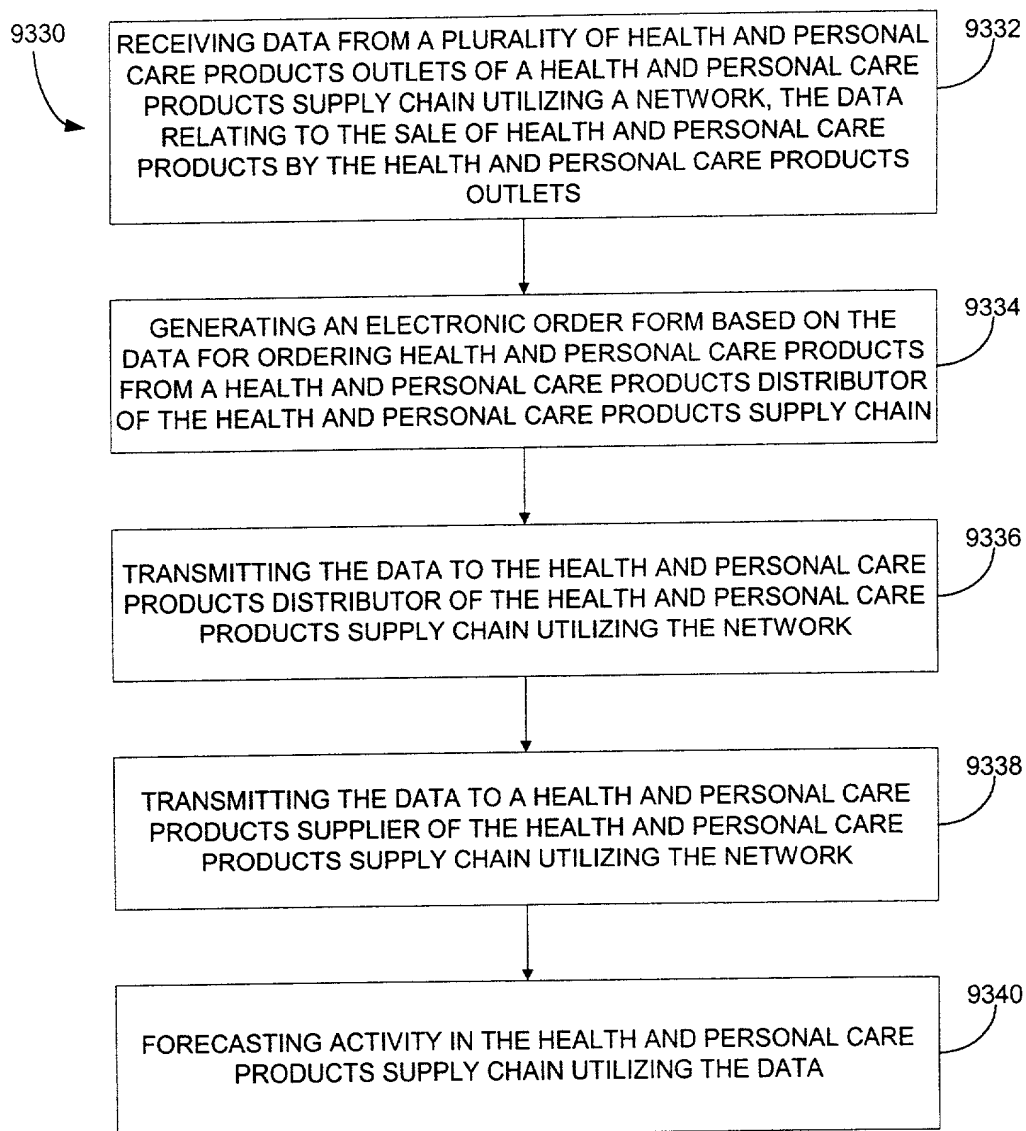 9330
9332
RECEIVING DATA FROM A PLURALITY OF HEALTH AND PERSONAL
CARE PRODUCTS OUTLETS OF A HEALTH AND PERSONAL CARE
PRODUCTS SUPPLY CHAIN UTILIZING A NETWORK, THE DATA
RELATING TO THE SALE OF HEALTH AND PERSONAL CARE
PRODUCTS BY THE HEALTH AND PERSONAL CARE PRODUCTS
OUTLETS
9334
GENERATING AN ELECTRONIC ORDER FORM BASED ON THE
DATA FOR ORDERING HEALTH AND PERSONAL CARE PRODUCTS
FROM A HEALTH AND PERSONAL CARE PRODUCTS DISTRIBUTOR
OF THE HEALTH AND PERSONAL CARE PRODUCTS SUPPLY CHAIN
9336
TRANSMITTING THE DATA TO THE HEALTH AND PERSONAL CARE
PRODUCTS DISTRIBUTOR OF THE HEALTH AND PERSONAL CARE
PRODUCTS SUPPLY CHAIN UTILIZING THE NETWORK
9338
TRANSMITTING THE DATA TO A HEALTH AND PERSONAL CARE
PRODUCTS SUPPLIER OF THE HEALTH AND PERSONAL CARE
PRODUCTS SUPPLY CHAIN UTILIZING THE NETWORK
9340
FORECASTING ACTIVITY IN THE HEALTH AND PERSONAL CARE
PRODUCTS SUPPLY CHAIN UTILIZING THE DATA